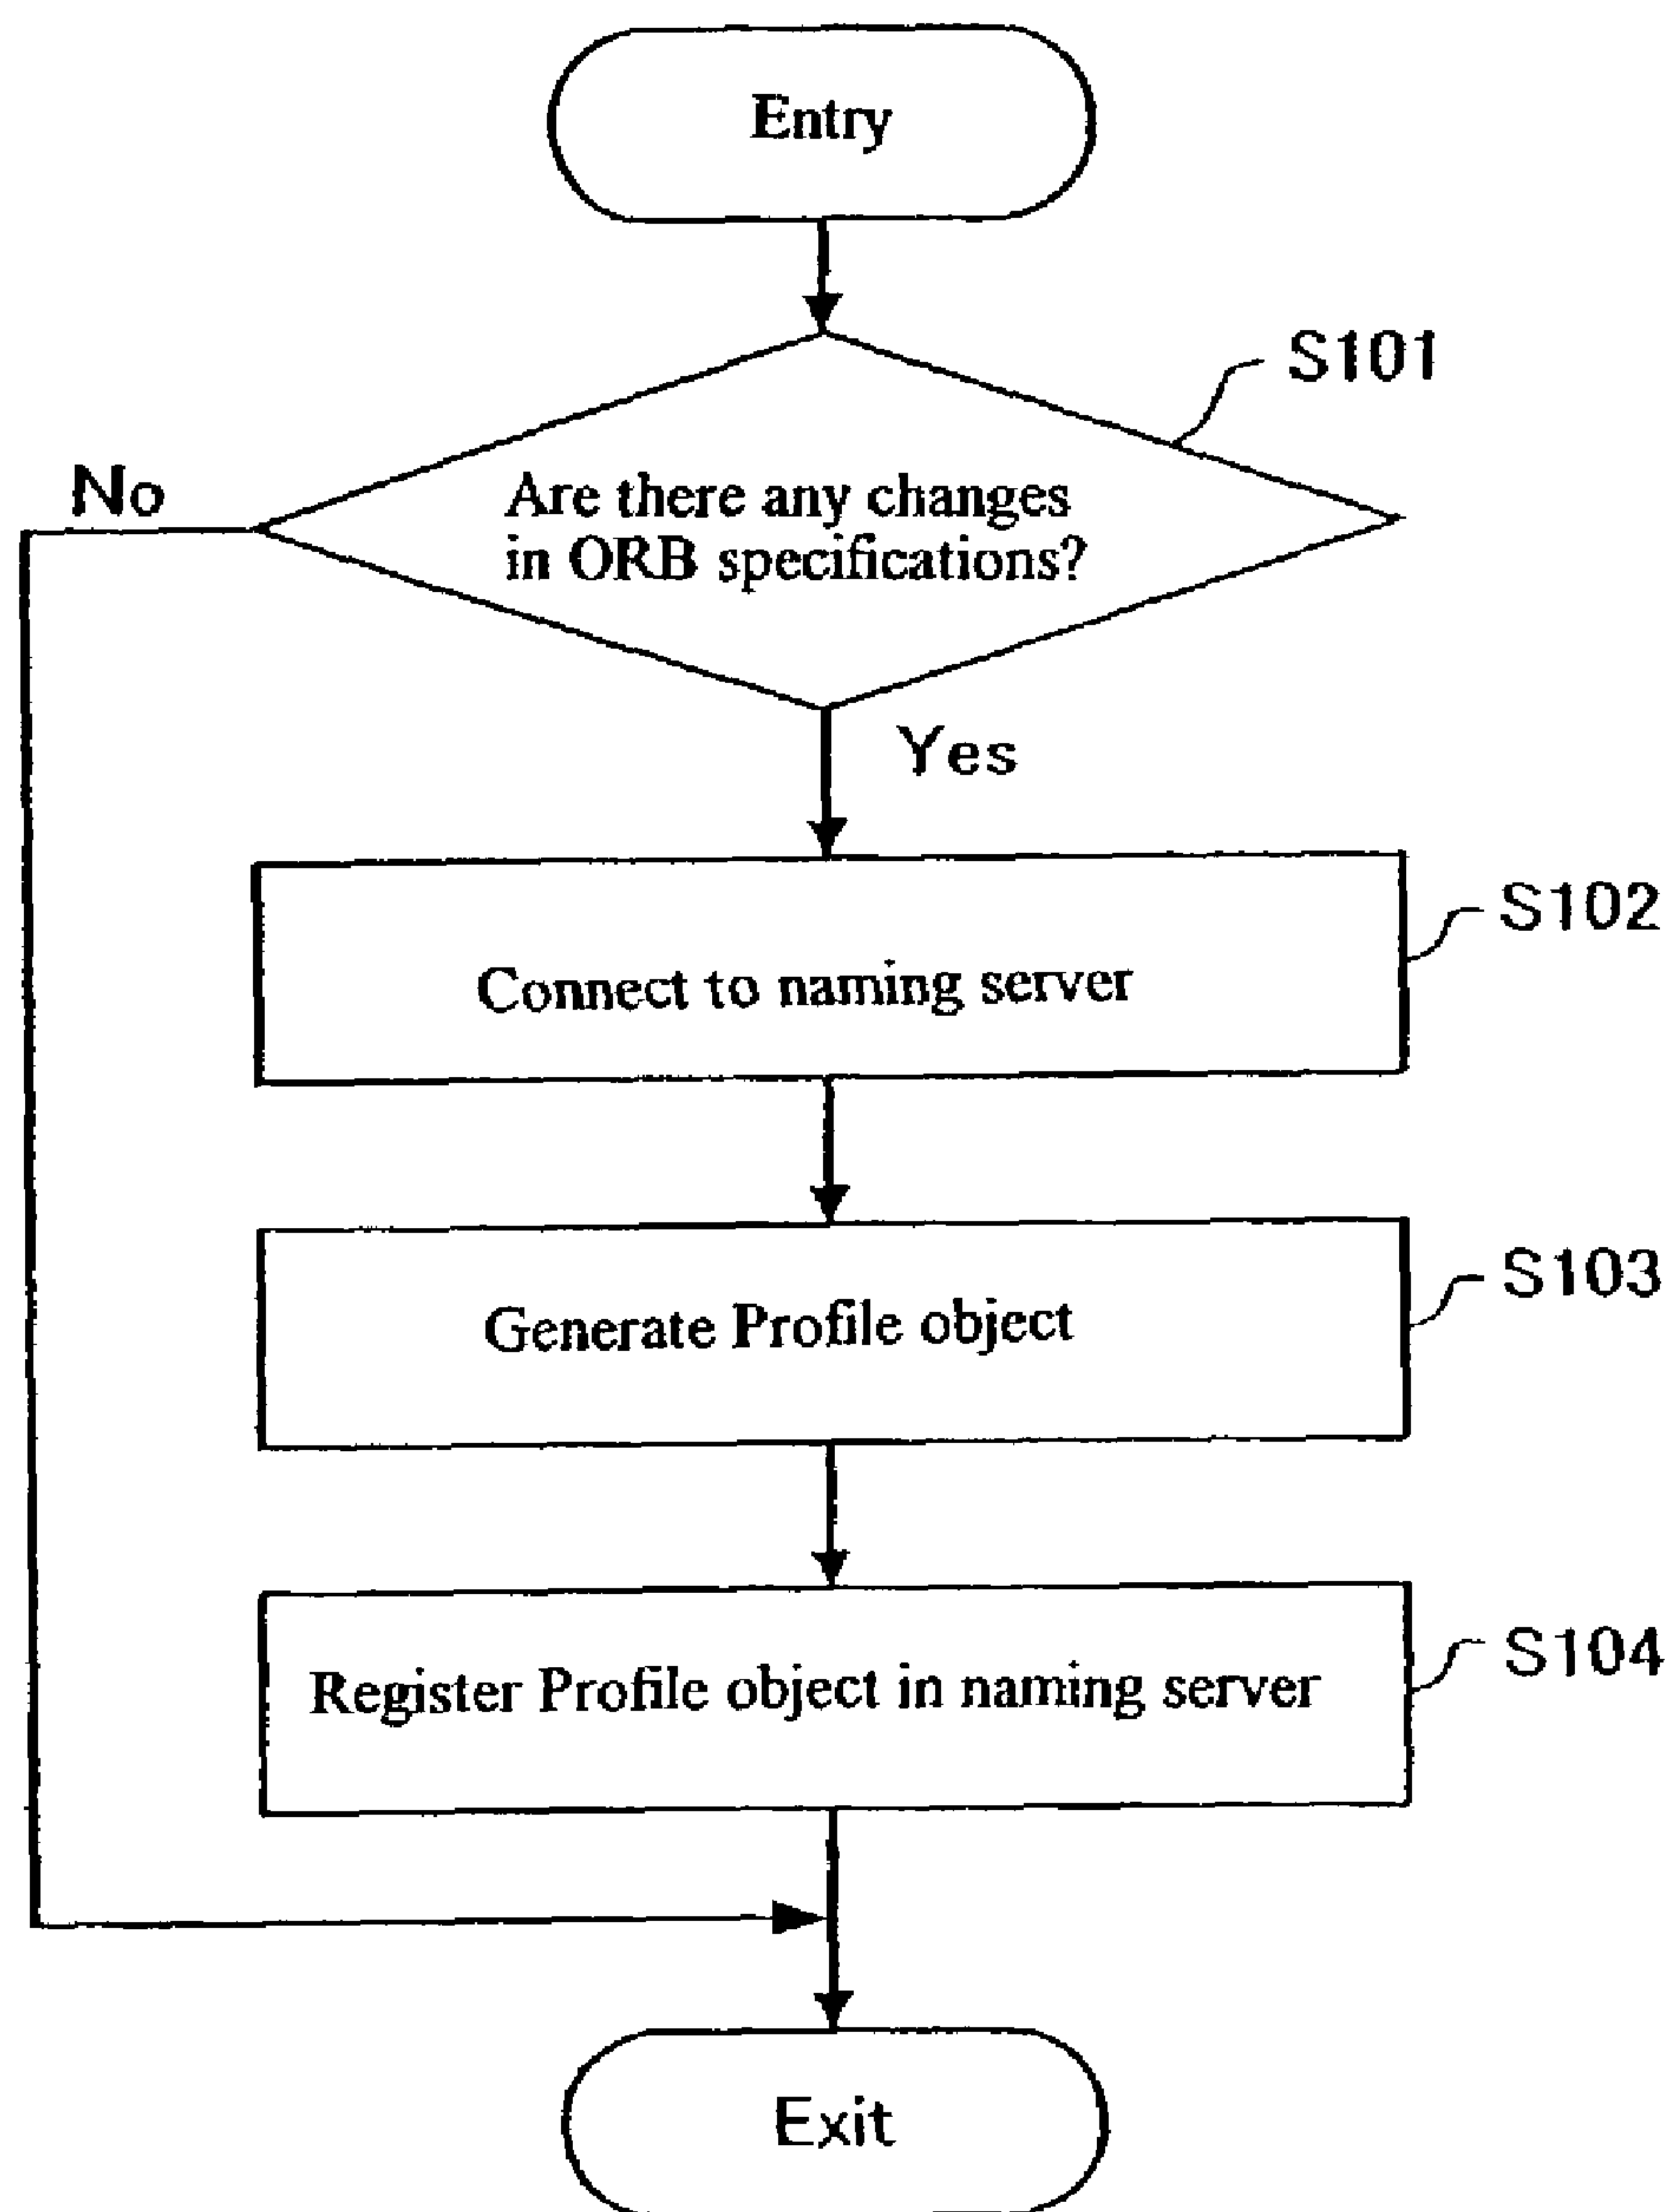 Entry
S101
No
Are there any changes
in ORB specifications?
Yes
S102
Connect to naming server
S103
Generate Profile object
S104
Register Profile object in naming server
Exit